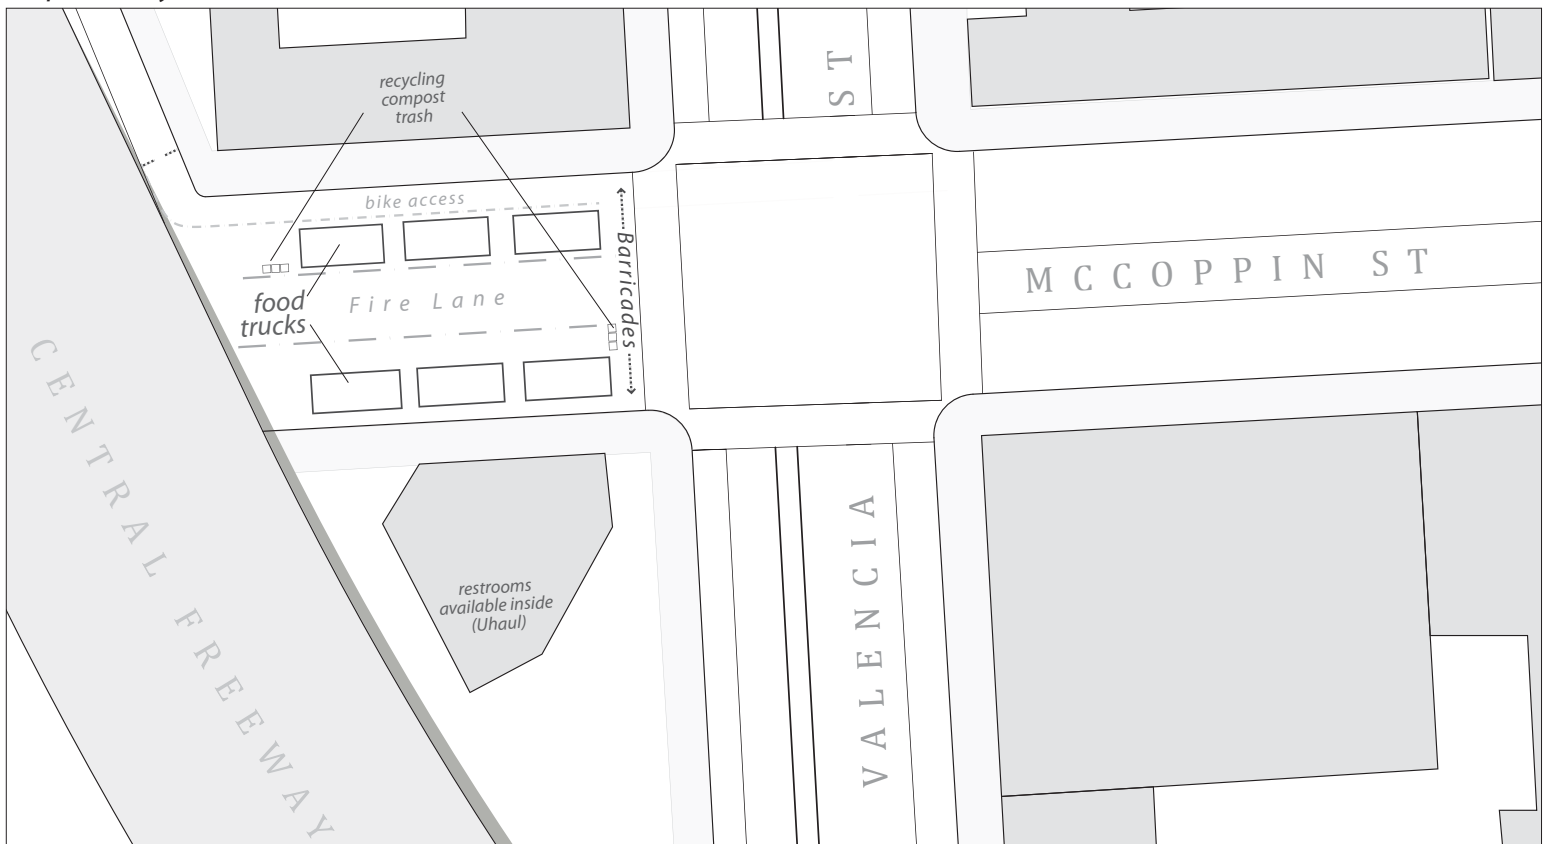 recycling
compost
trash
ST
bike access
Barricades
food
trucks
Fire Lane
MCCOPPIN ST
CENTRAL FREEWAY
VALENCIA
restrooms
available inside
(Uhaul)